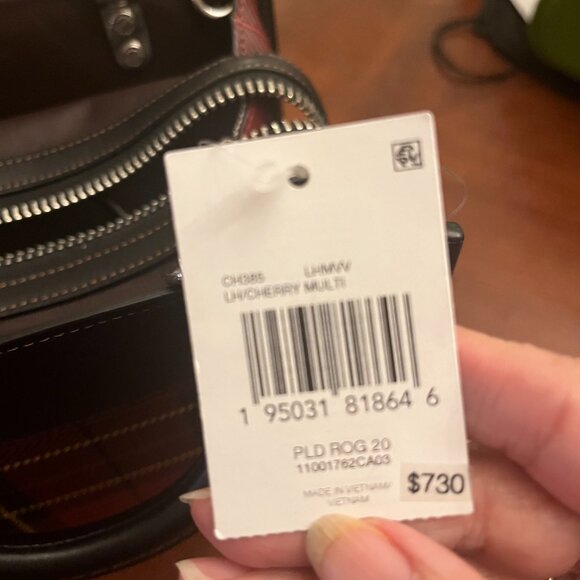 CH385 LHMVV
LH/CHERRY MULTI
1 95031 81864 6
PLD ROG 20
11001762CA03
MADE IN VIETNAM/
VIETNAM
$730